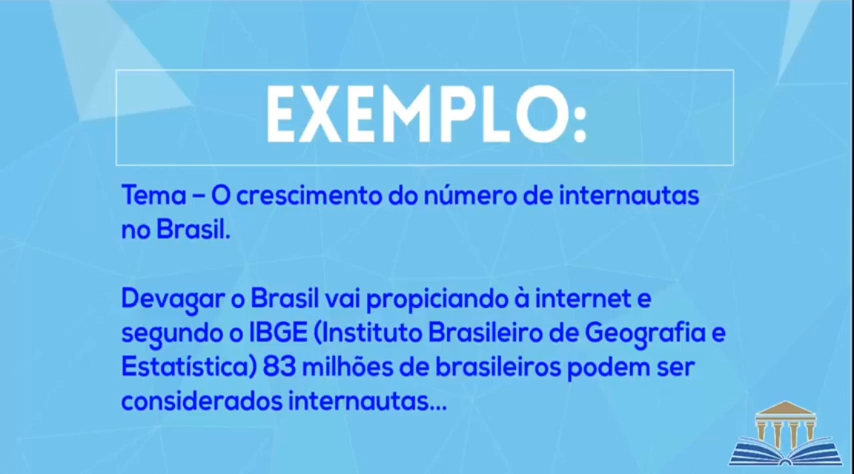 EXEMPLO:
Tema – O crescimento do número de internautas
no Brasil.
Devagar o Brasil vai propiciando à internet e
segundo o IBGE (Instituto Brasileiro de Geografia e
Estatística) 83 milhões de brasileiros podem ser
considerados internautas...